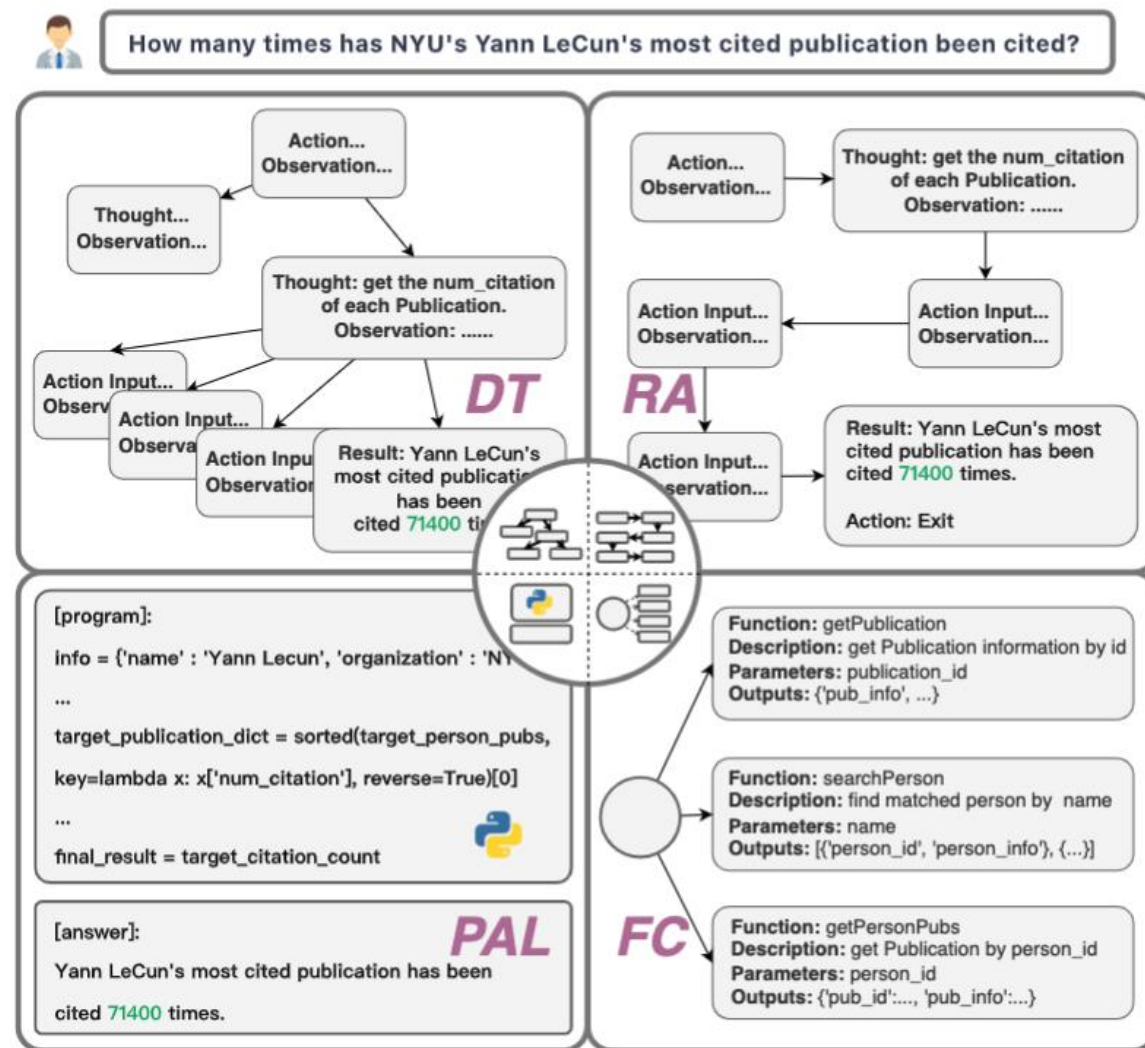 How many times has NYU's Yann LeCun's most cited publication been cited?
Action...
Observation...
Thought...
Observation...
Thought: get the num_citation
of each Publication.
Observation: ......
Action Input...
Observ
Action Input...
Observa
Action Inpu
Observation
Result: Yann LeCun's
most cited publicatio
has been
cited 71400 ti
DT
Action...
Observation...
Thought: get the num_citation
of each Publication.
Observation: ......
Action Input...
Observation...
Action Input...
Observation...
Action Input...
servation...
Result: Yann LeCun's most
cited publication has been
cited 71400 times.
Action: Exit
RA
[program]:
info = {'name' : 'Yann Lecun', 'organization' : 'NY
...
target_publication_dict = sorted(target_person_pubs,
key=lambda x: x['num_citation'], reverse=True)[0]
...
final_result = target_citation_count
[answer]:
Yann LeCun's most cited publication has been
cited 71400 times.
PAL
Function: getPublication
Description: get Publication information by id
Parameters: publication_id
Outputs: {'pub_info', ...}
Function: searchPerson
Description: find matched person by name
Parameters: name
Outputs: [{'person_id', 'person_info'}, {...}]
Function: getPersonPubs
Description: get Publication by person_id
Parameters: person_id
Outputs: {'pub_id':..., 'pub_info':...}
FC